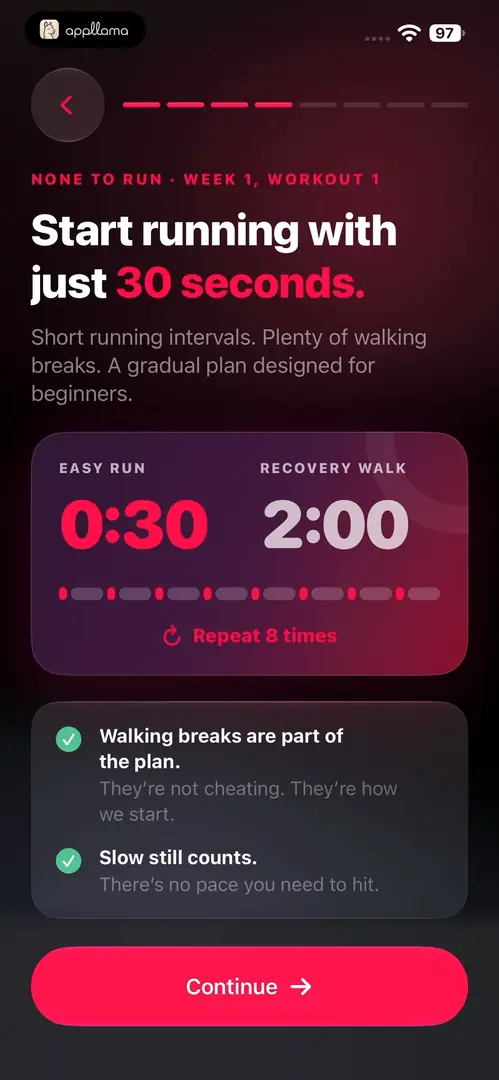 appllama
97
NONE TO RUN · WEEK 1, WORKOUT 1
Start running with
just 30 seconds.
Short running intervals. Plenty of walking
breaks. A gradual plan designed for
beginners.
EASY RUN
RECOVERY WALK
0:30
2:00
Repeat 8 times
Walking breaks are part of
the plan.
They're not cheating. They're how
we start.
Slow still counts.
There's no pace you need to hit.
Continue →